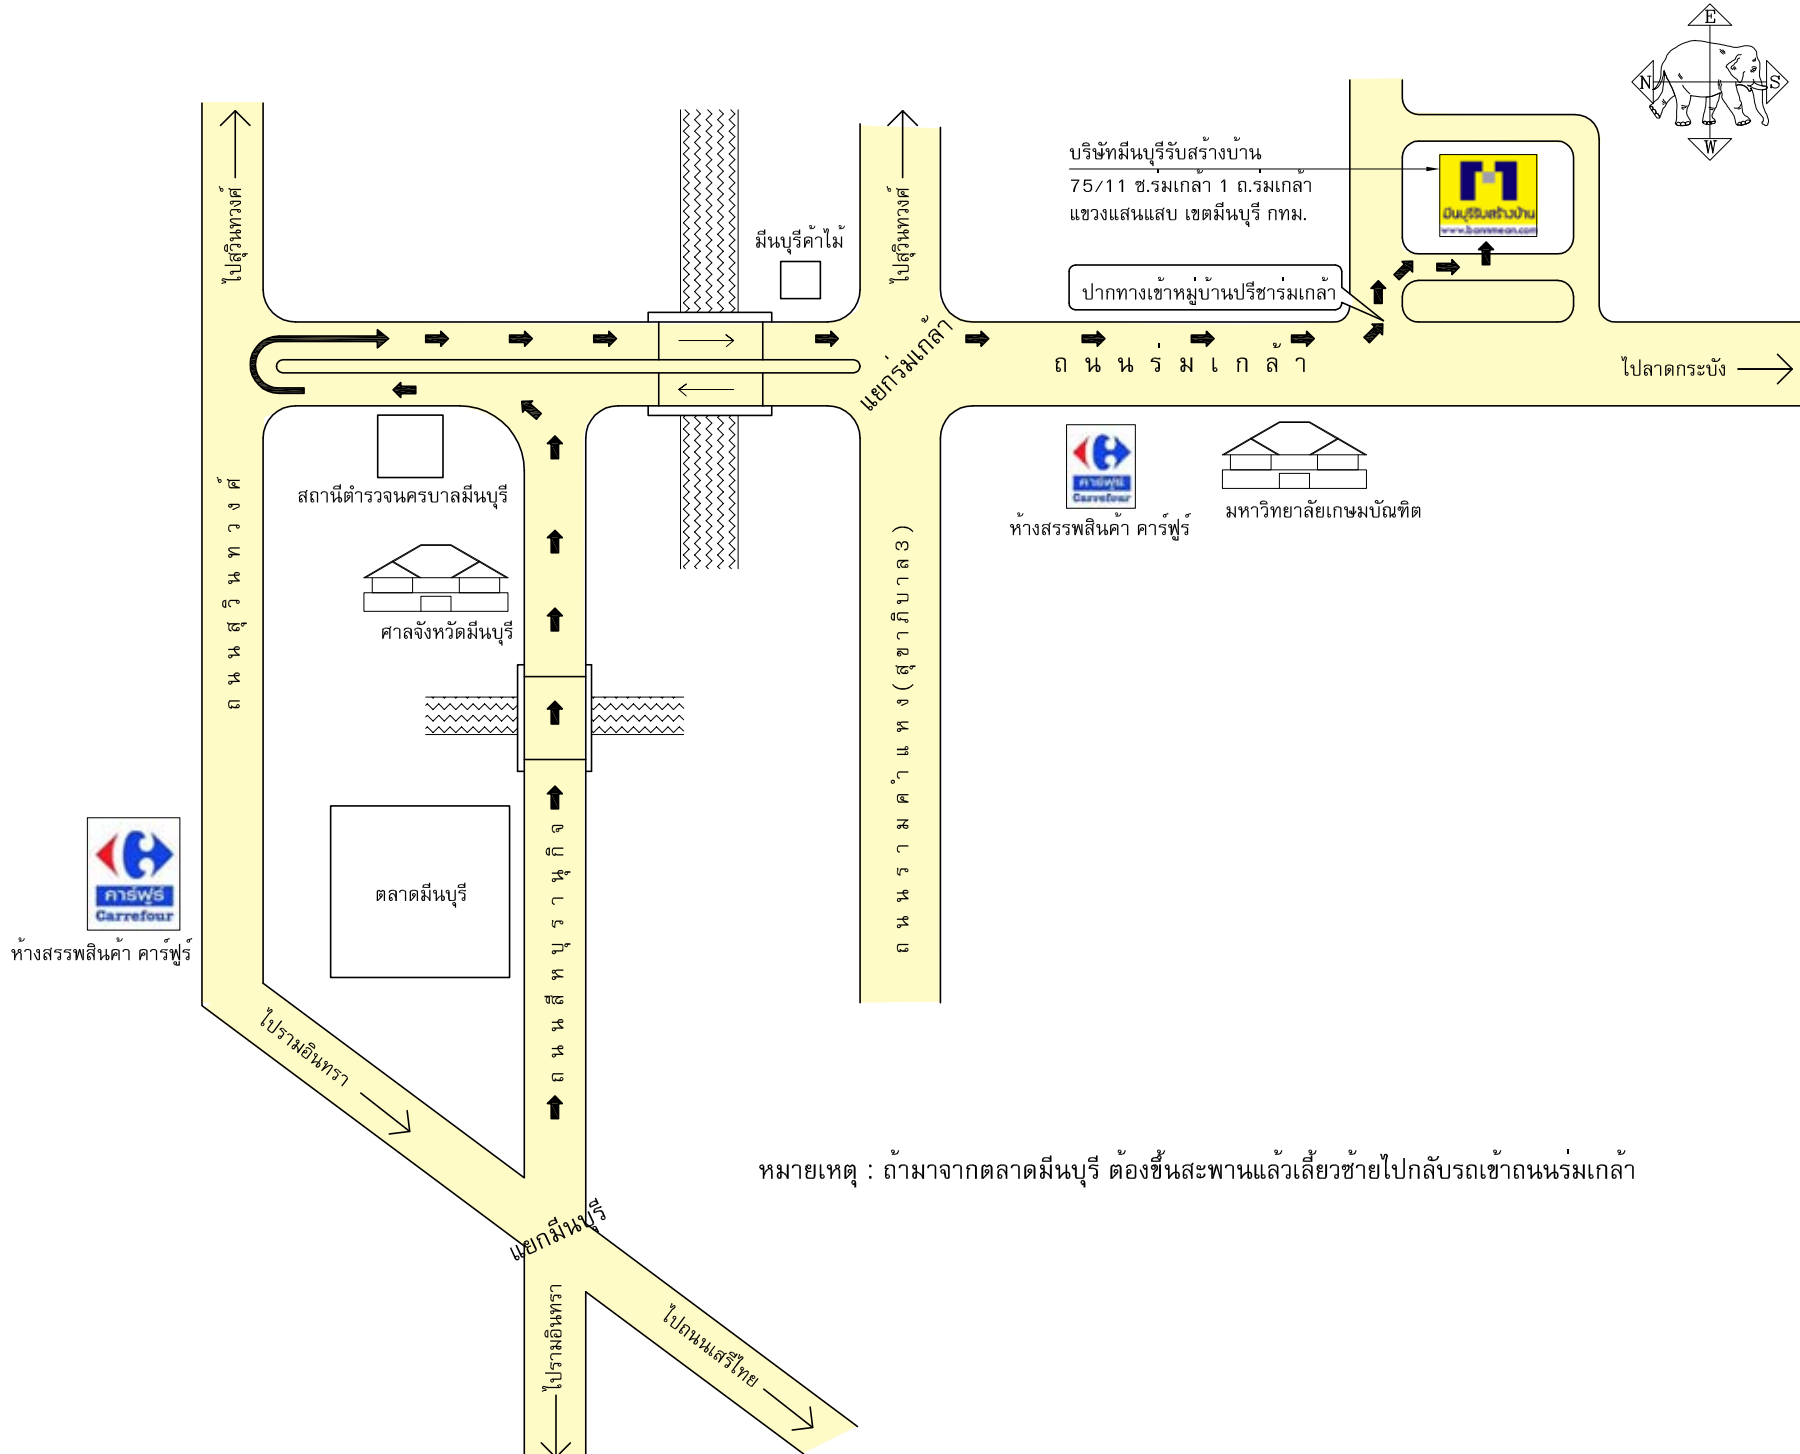 E
N
S
W
บริษัทมีนบุรีรับสร้างบ้าน
75/11 ซ.ร่มเกล้า 1 ถ.ร่มเกล้า
แขวงแสนแสบ เขตมีนบุรี กทม.
มีนบุรีรับสร้างบ้าน
www.banmean.com
ไปสุวินทวงศ์
มีนบุรีค้าไม้
ไปสุวินทวงศ์
ปากทางเข้าหมู่บ้านปรีชาร่มเกล้า
แยกร่มเกล้า
ถนนร่มเกล้า
ไปลาดกระบัง
สถานีตำรวจนครบาลมีนบุรี
คาร์ฟูร์
Carrefour
ห้างสรรพสินค้า คาร์ฟูร์
มหาวิทยาลัยเกษมบัณฑิต
ถนนสุวินทวงศ์
ศาลจังหวัดมีนบุรี
ถนนรามคำแหง(สุขาภิบาล3)
คาร์ฟูร์
Carrefour
ห้างสรรพสินค้า คาร์ฟูร์
ตลาดมีนบุรี
ถนนสีหบุรานุกิจ
ไปรามอินทรา
หมายเหตุ : ถ้ามาจากตลาดมีนบุรี ต้องขึ้นสะพานแล้วเลี้ยวซ้ายไปกลับรถเข้าถนนร่มเกล้า
แยกมีนบุรี
ไปรามอินทรา
ไปถนนเสรีไทย